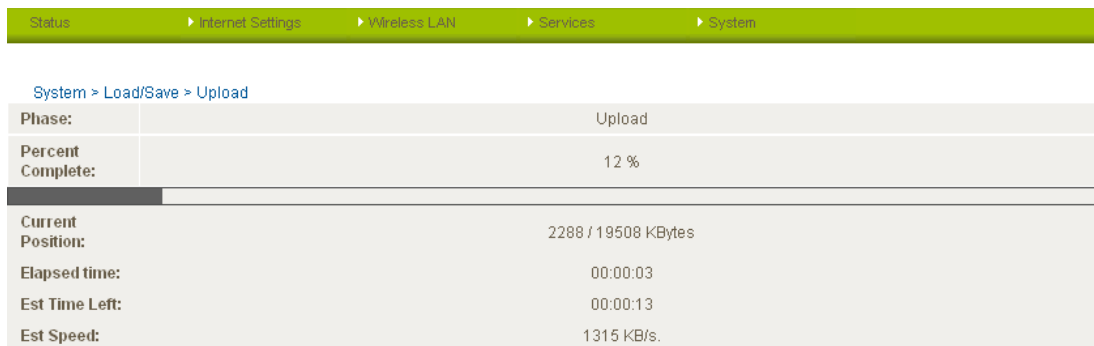 Status Internet Settings Wireless LAN Services System
System > Load/Save > Upload
Phase: Upload
Percent Complete: 12 %
Current Position: 2288 / 19508 KBytes
Elapsed time: 00:00:03
Est Time Left: 00:00:13
Est Speed: 1315 KB/s.